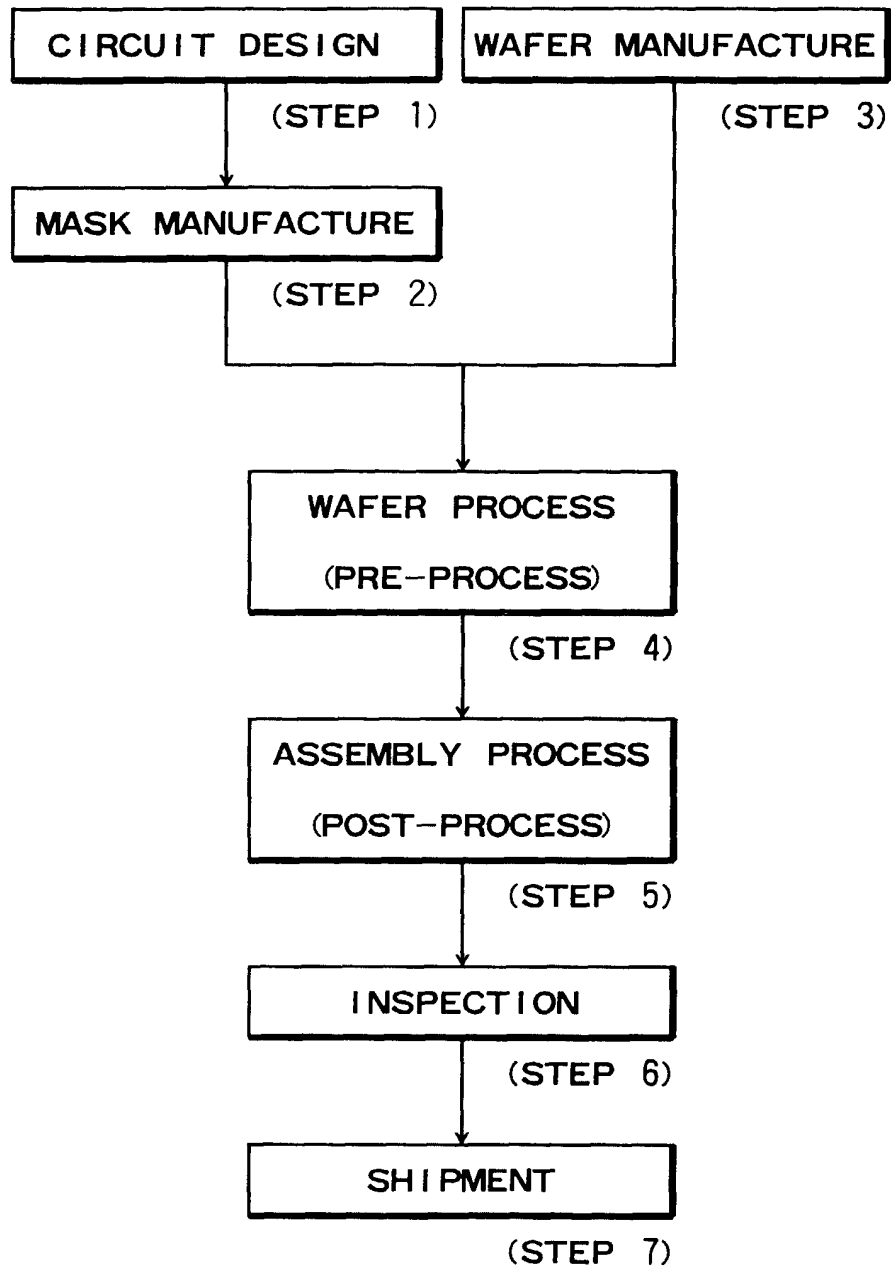 CIRCUIT DESIGN
(STEP 1)
WAFER MANUFACTURE
(STEP 3)
MASK MANUFACTURE
(STEP 2)
WAFER PROCESS
(PRE-PROCESS)
(STEP 4)
ASSEMBLY PROCESS
(POST-PROCESS)
(STEP 5)
INSPECTION
(STEP 6)
SHIPMENT
(STEP 7)